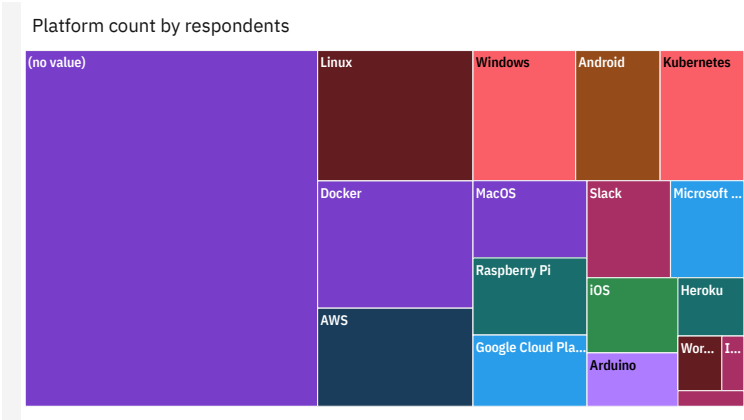 Platform count by respondents
(no value)
Linux
Windows
Android
Kubernetes
Docker
MacOS
Slack
Microsoft ...
Raspberry Pi
iOS
Heroku
AWS
Google Cloud Pla...
Arduino
Wor...
I...